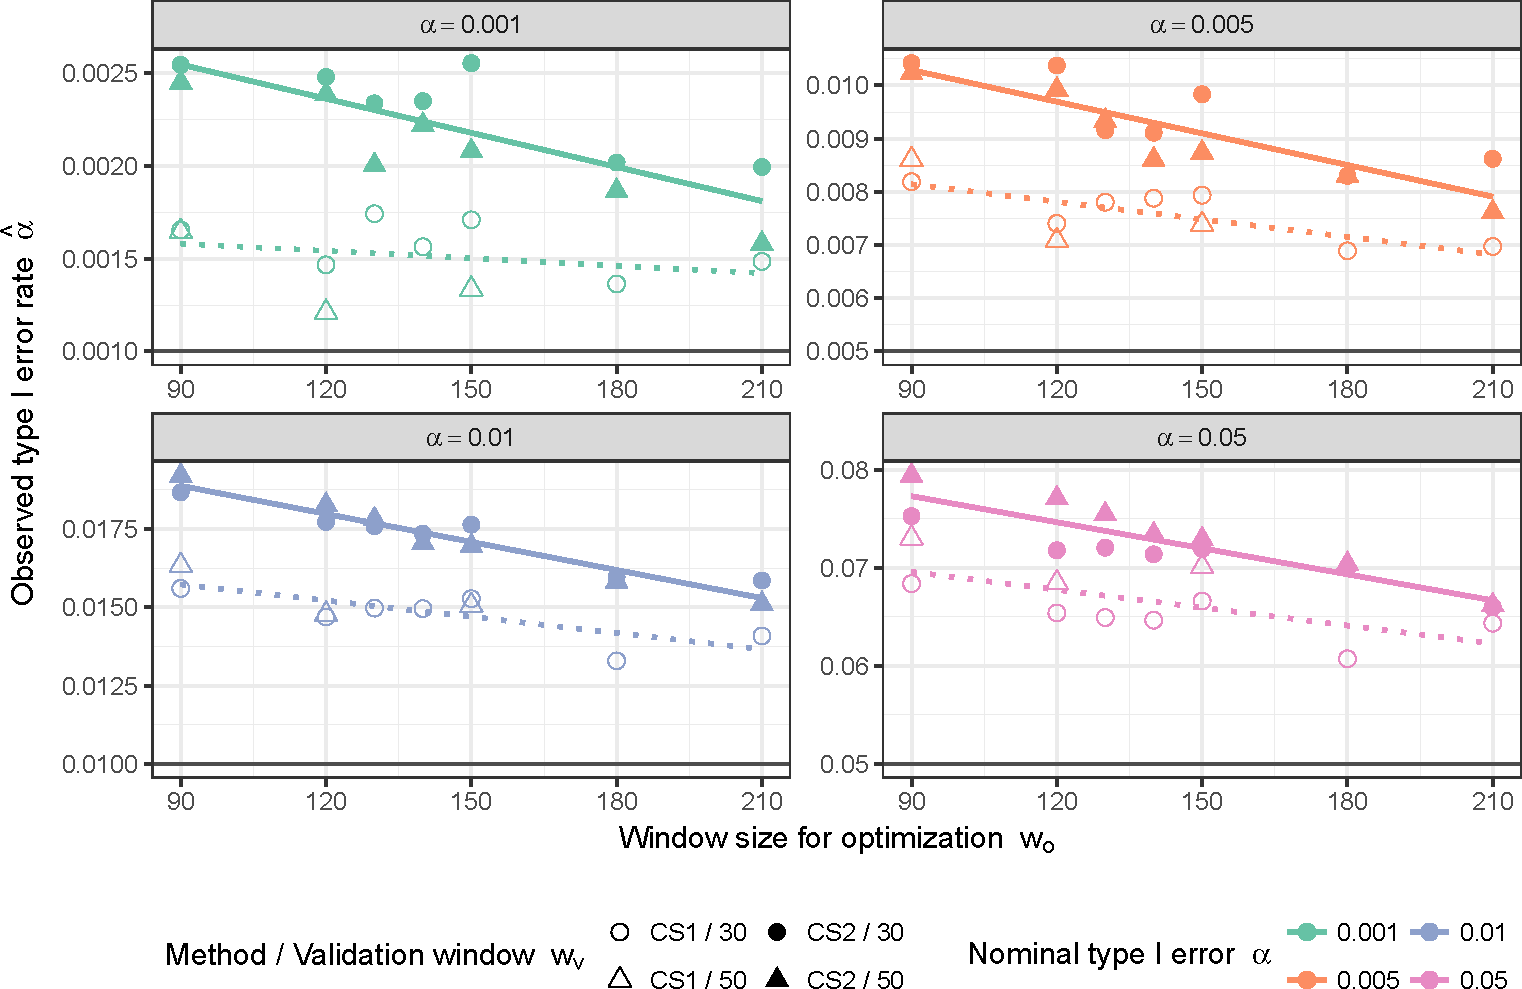 α = 0.001
α = 0.005
0.0025
0.0020
0.0015
0.0010
90 120 150 180 210
0.010
0.009
0.008
0.007
0.006
0.005
90 120 150 180 210
α = 0.01
α = 0.05
0.0175
0.0150
0.0125
0.0100
90 120 150 180 210
0.08
0.07
0.06
0.05
90 120 150 180 210
Observed type I error rate α̂
Window size for optimization wₒ
Method / Validation window wᵥ
CS1 / 30 CS2 / 30
CS1 / 50 CS2 / 50
Nominal type I error α
0.001 0.01
0.005 0.05